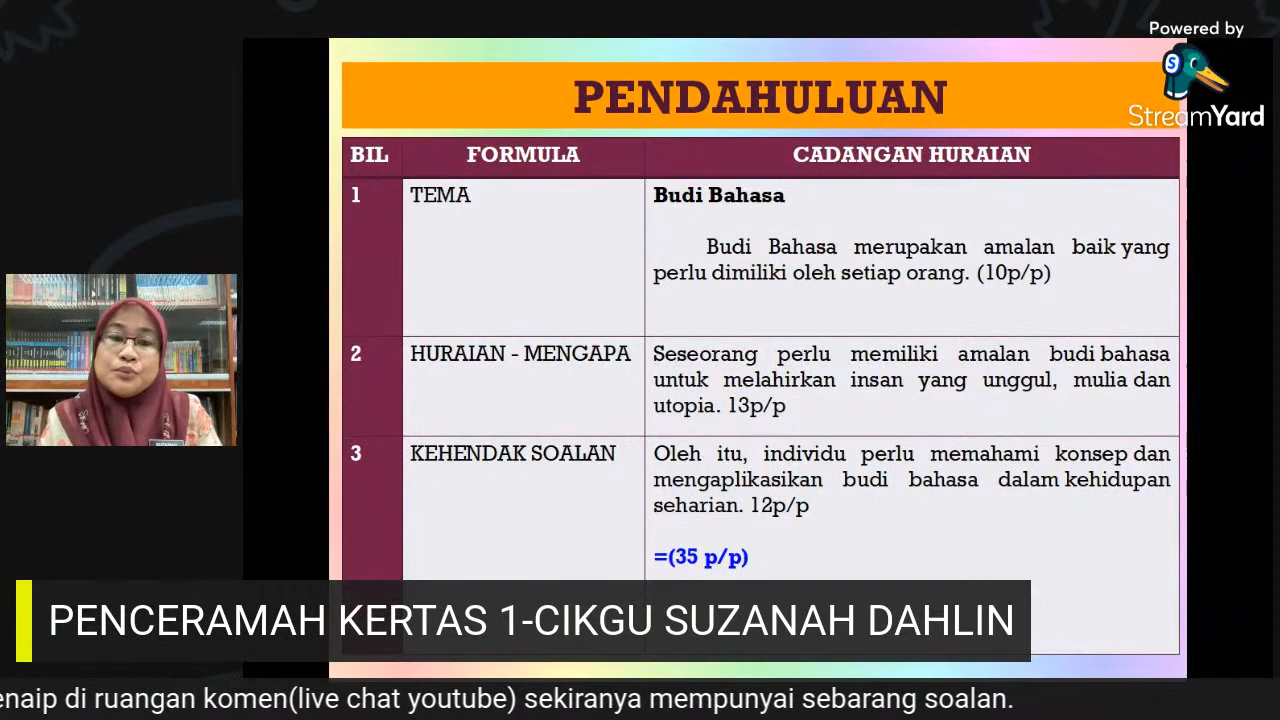 Powered by
StreamYard
PENDAHULUAN
BIL FORMULA CADANGAN HURAIAN
1 TEMA Budi Bahasa
Budi Bahasa merupakan amalan baik yang
perlu dimiliki oleh setiap orang. (10p/p)
2 HURAIAN - MENGAPA Seseorang perlu memiliki amalan budi bahasa
untuk melahirkan insan yang unggul, mulia dan
utopia. 13p/p
3 KEHENDAK SOALAN Oleh itu, individu perlu memahami konsep dan
mengaplikasikan budi bahasa dalam kehidupan
seharian. 12p/p
=(35 p/p)
PENCERAMAH KERTAS 1-CIKGU SUZANAH DAHLIN
enaip di ruangan komen(live chat youtube) sekiranya mempunyai sebarang soalan.